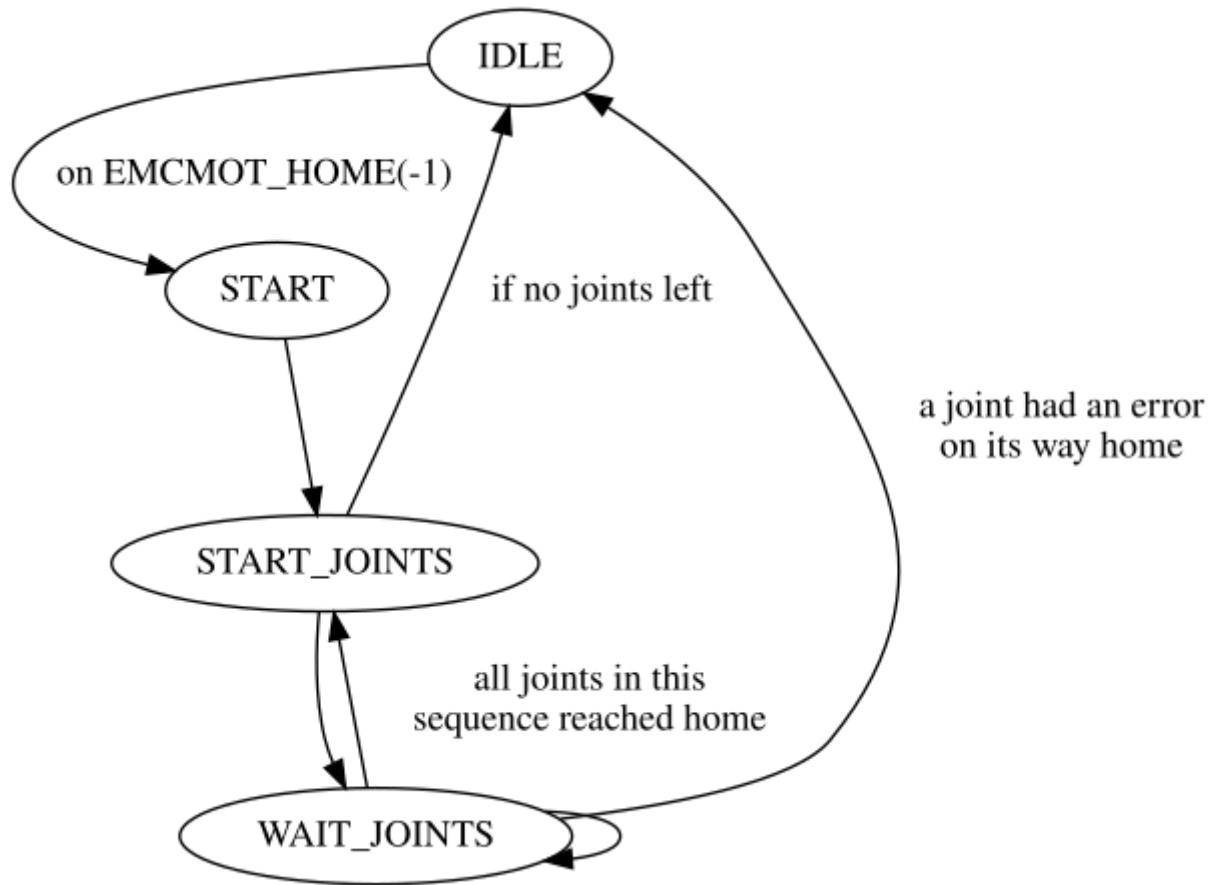 IDLE
on EMCMOT_HOME(-1)
START
if no joints left
a joint had an error
on its way home
START_JOINTS
all joints in this
sequence reached home
WAIT_JOINTS